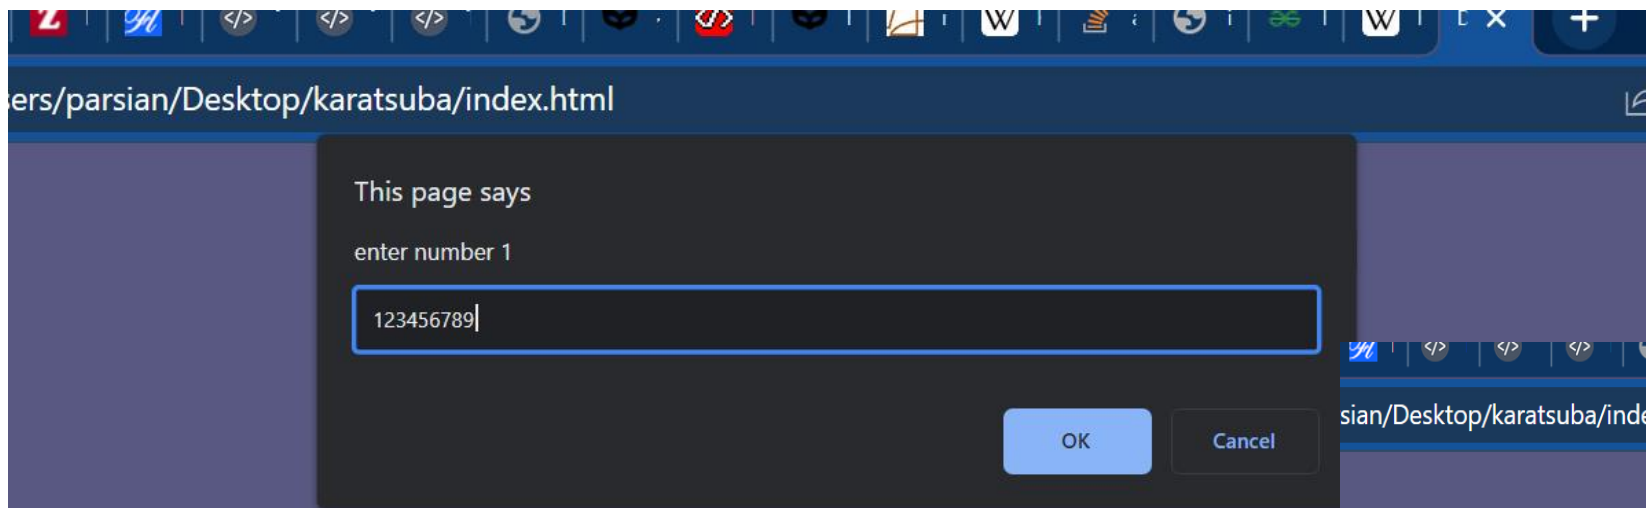 ers/parsian/Desktop/karatsuba/index.html
This page says
enter number 1
123456789
OK
Cancel
sian/Desktop/karatsuba/inde